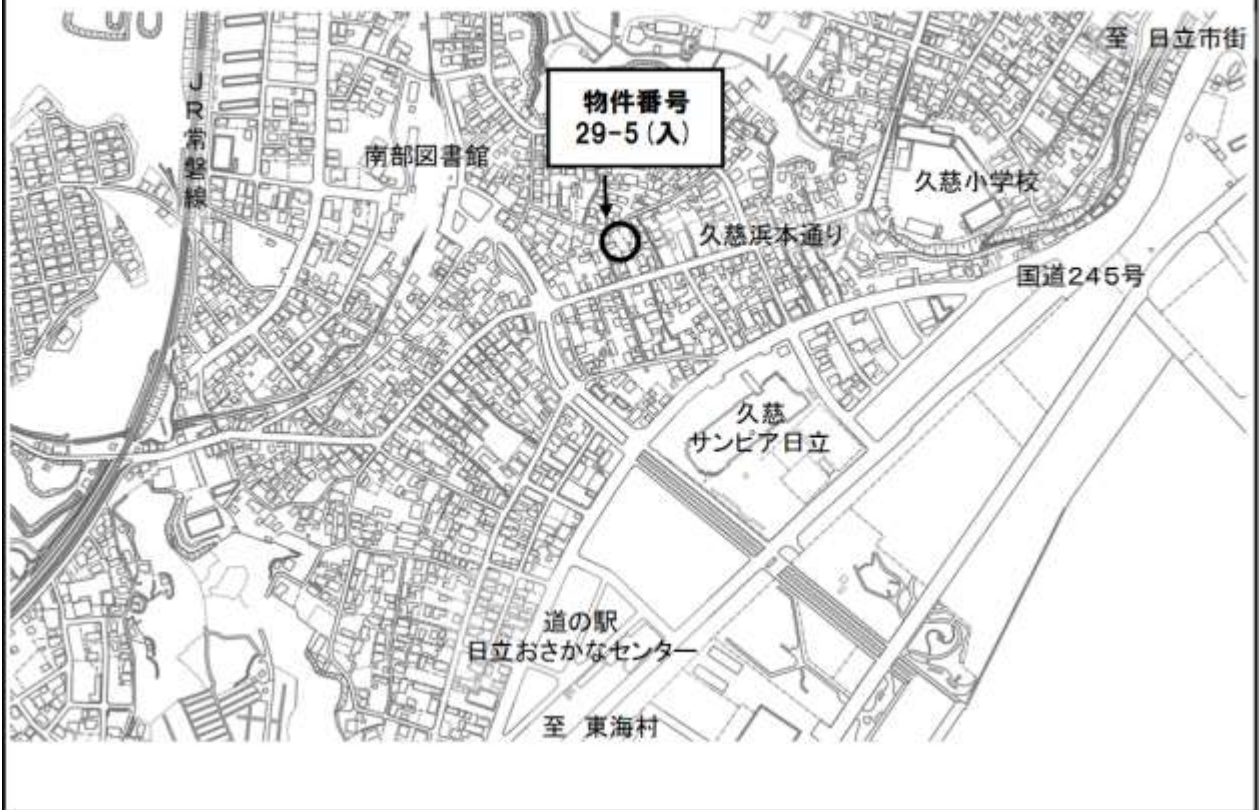 至 日立市街
物件番号
29-5(入)
JR常磐線
南部図書館
久慈小学校
久慈浜本通り
国道245号
久慈
サンピア日立
道の駅
日立おさかなセンター
至 東海村